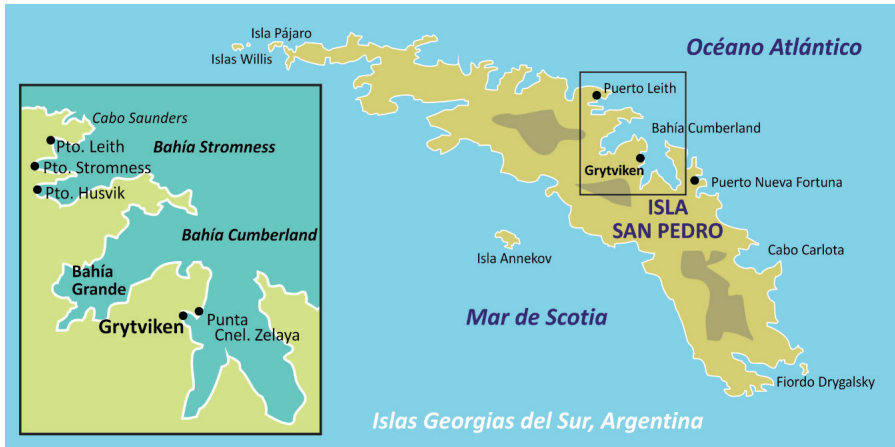 Isla Pájaro
Islas Willis
Océano Atlántico
Puerto Leith
Bahía Cumberland
Grytviken
Puerto Nueva Fortuna
ISLA
SAN PEDRO
Isla Annekov
Cabo Carlota
Mar de Scotia
Fiordo Drygalsky
Islas Georgias del Sur, Argentina
Cabo Saunders
Pto. Leith
Bahía Stromness
Pto. Stromness
Pto. Husvik
Bahía Cumberland
Bahía
Grande
Grytviken
Punta
Cnel. Zelaya